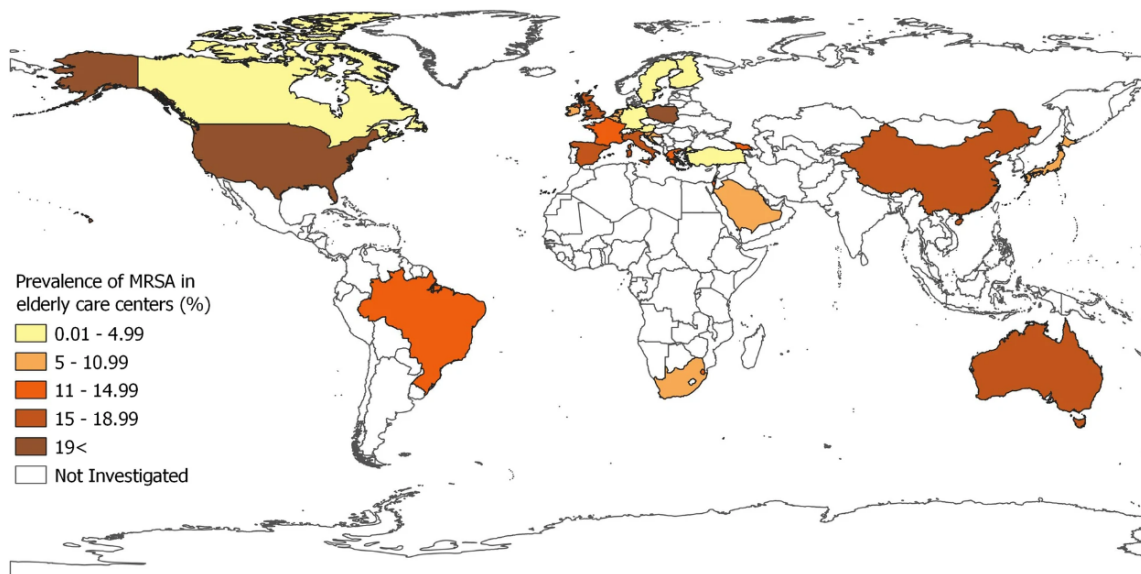 Prevalence of MRSA in
elderly care centers (%)
0.01 - 4.99
5 - 10.99
11 - 14.99
15 - 18.99
19<
Not Investigated